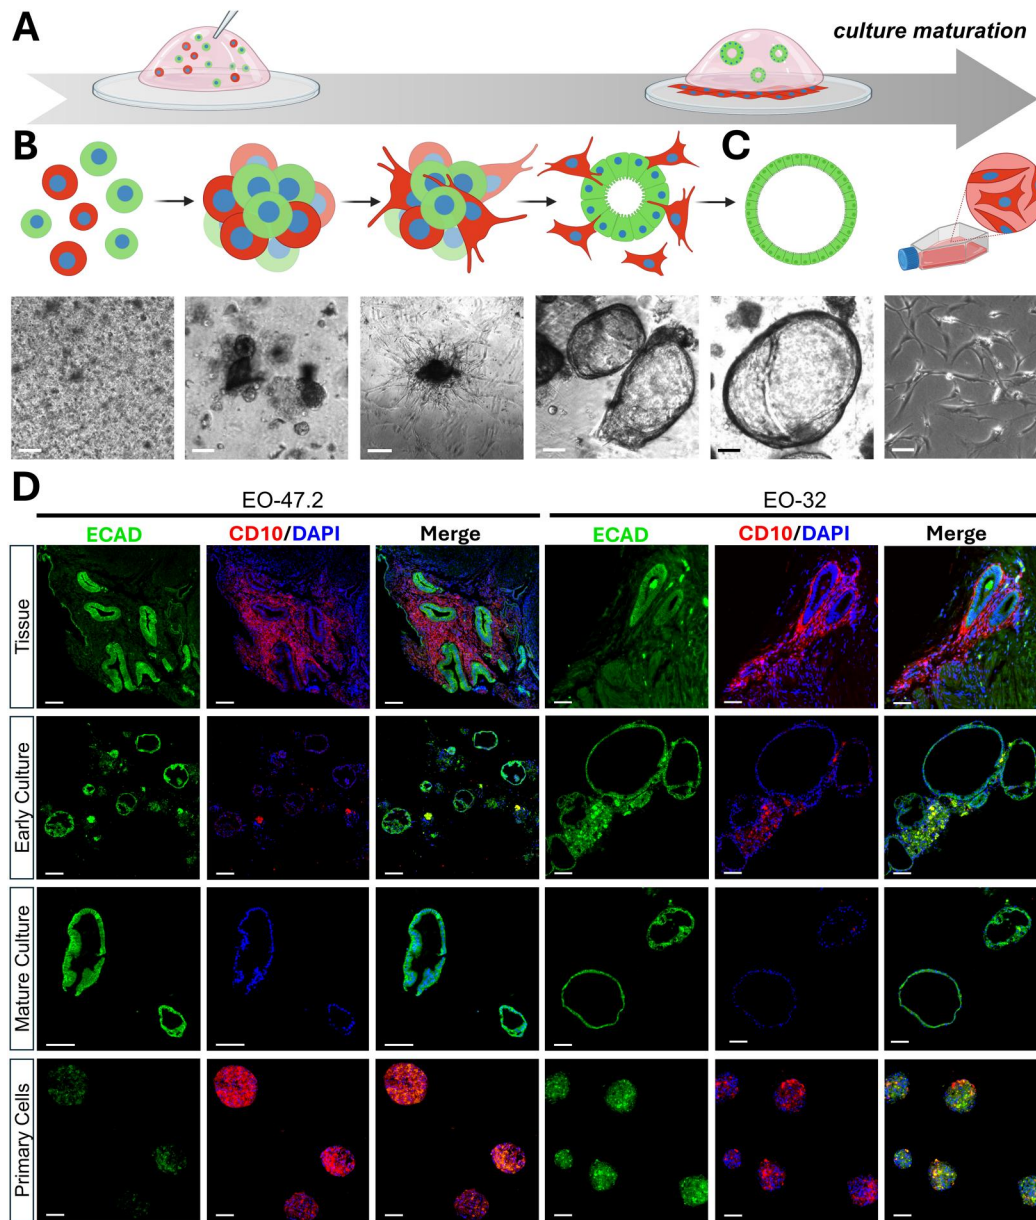 A
culture maturation
B
C
D
EO-47.2
EO-32
ECAD
CD10/DAPI
Merge
ECAD
CD10/DAPI
Merge
Tissue
Early Culture
Mature Culture
Primary Cells